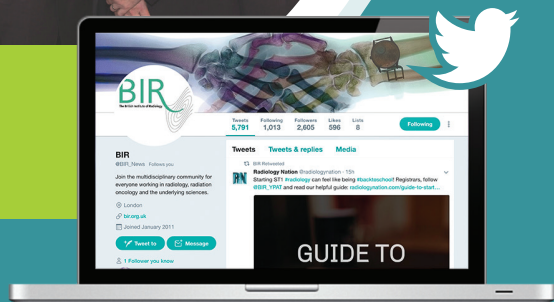 BIR
The British Institute of Radiology
Tweets Following Followers Likes Lists
5,791 1,013 2,605 596 8
Following
BIR
@BIR_News Follows you
Join the multidisciplinary community for
everyone working in radiology, radiation
oncology and the underlying sciences.
London
bir.org.uk
Joined January 2011
Tweet to Message
1 Follower you know
Tweets Tweets & replies Media
BIR Retweeted
Radiology Nation @radiologynation · 15h
Starting ST1 #radiology can feel like being #backtoschool! Registrars, follow
@BIR_YPAT and read our helpful guide: radiologynation.com/guide-to-start...
GUIDE TO